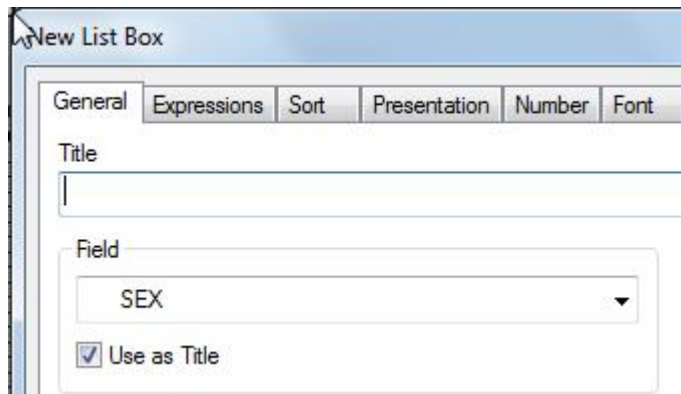 New List Box
General Expressions Sort Presentation Number Font
Title
Field
SEX
Use as Title